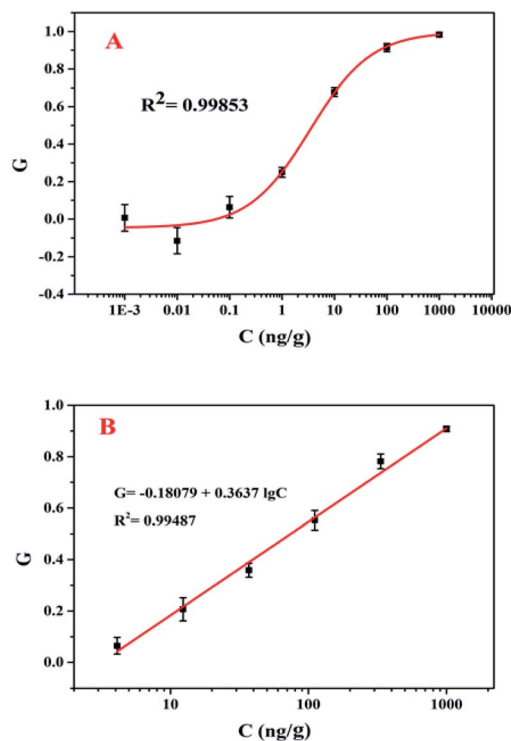 A
R²= 0.99853
G
1.0
0.8
0.6
0.4
0.2
0.0
-0.2
-0.4
1E-3 0.01 0.1 1 10 100 1000 10000
C (ng/g)
B
G= -0.18079 + 0.3637 lgC
R²= 0.99487
G
1.0
0.8
0.6
0.4
0.2
0.0
10 100 1000
C (ng/g)